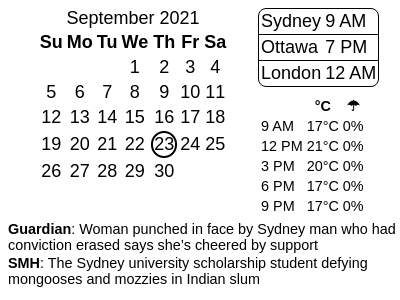 September 2021
Su Mo Tu We Th Fr Sa
1 2 3 4
5 6 7 8 9 10 11
12 13 14 15 16 17 18
19 20 21 22 23 24 25
26 27 28 29 30
Sydney 9 AM
Ottawa 7 PM
London 12 AM
°C ☂
9 AM 17°C 0%
12 PM 21°C 0%
3 PM 20°C 0%
6 PM 17°C 0%
9 PM 17°C 0%
Guardian: Woman punched in face by Sydney man who had
conviction erased says she’s cheered by support
SMH: The Sydney university scholarship student defying
mongooses and mozzies in Indian slum